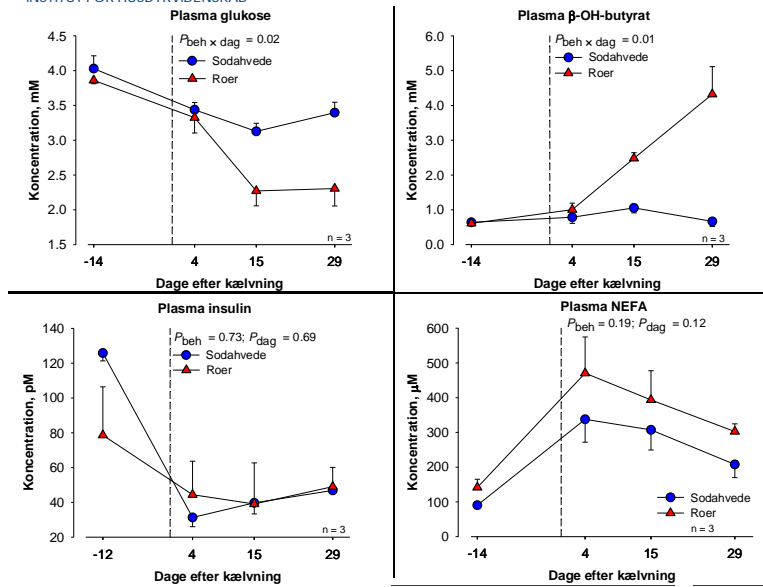 INSTITUT FOR HUSDYRVIDENSKAB
Plasma glukose
P beh × dag = 0.02
Sodahvede
Roer
Koncentration, mM
4.5
4.0
3.5
3.0
2.5
2.0
1.5
n = 3
-14 4 15 29
Dage efter kælvning
Plasma β-OH-butyrat
P beh × dag = 0.01
Sodahvede
Roer
Koncentration, mM
6.0
5.0
4.0
3.0
2.0
1.0
0.0
n = 3
-14 4 15 29
Dage efter kælvning
Plasma insulin
P beh = 0.73; P dag = 0.69
Sodahvede
Roer
Koncentration, pM
140
120
100
80
60
40
20
n = 3
-12 4 15 29
Dage efter kælvning
Plasma NEFA
P beh = 0.19; P dag = 0.12
Koncentration, µM
600
500
400
300
200
100
0
Sodahvede
Roer
n = 3
-14 4 15 29
Dage efter kælvning